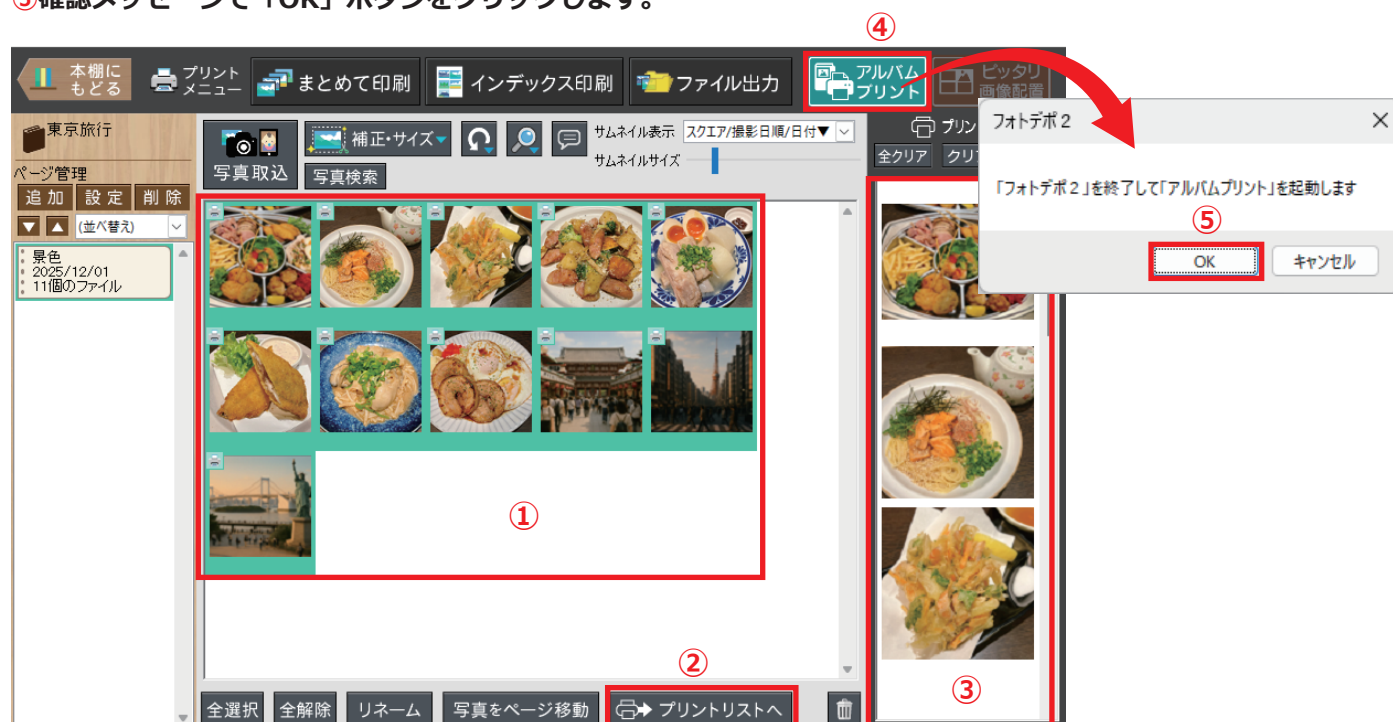 ⑤確認メッセージで「OK」ボタンをクリックします。
④
本棚に
もどる
プリント
メニュー
まとめて印刷
インデックス印刷
ファイル出力
アルバム
プリント
ピッタリ
画像配置
東京旅行
ページ管理
追加 設定 削除
▼ ▲ (並べ替え)
景色
2025/12/01
11個のファイル
写真取込
補正・サイズ▼
写真検索
サムネイル表示 スクエア/撮影日順/日付▼
サムネイルサイズ
プリン
全クリア クリ
フォトデポ2
「フォトデポ2」を終了して「アルバムプリント」を起動します
⑤
OK キャンセル
①
②
③
全選択 全解除 リネーム 写真をページ移動 プリントリストへ